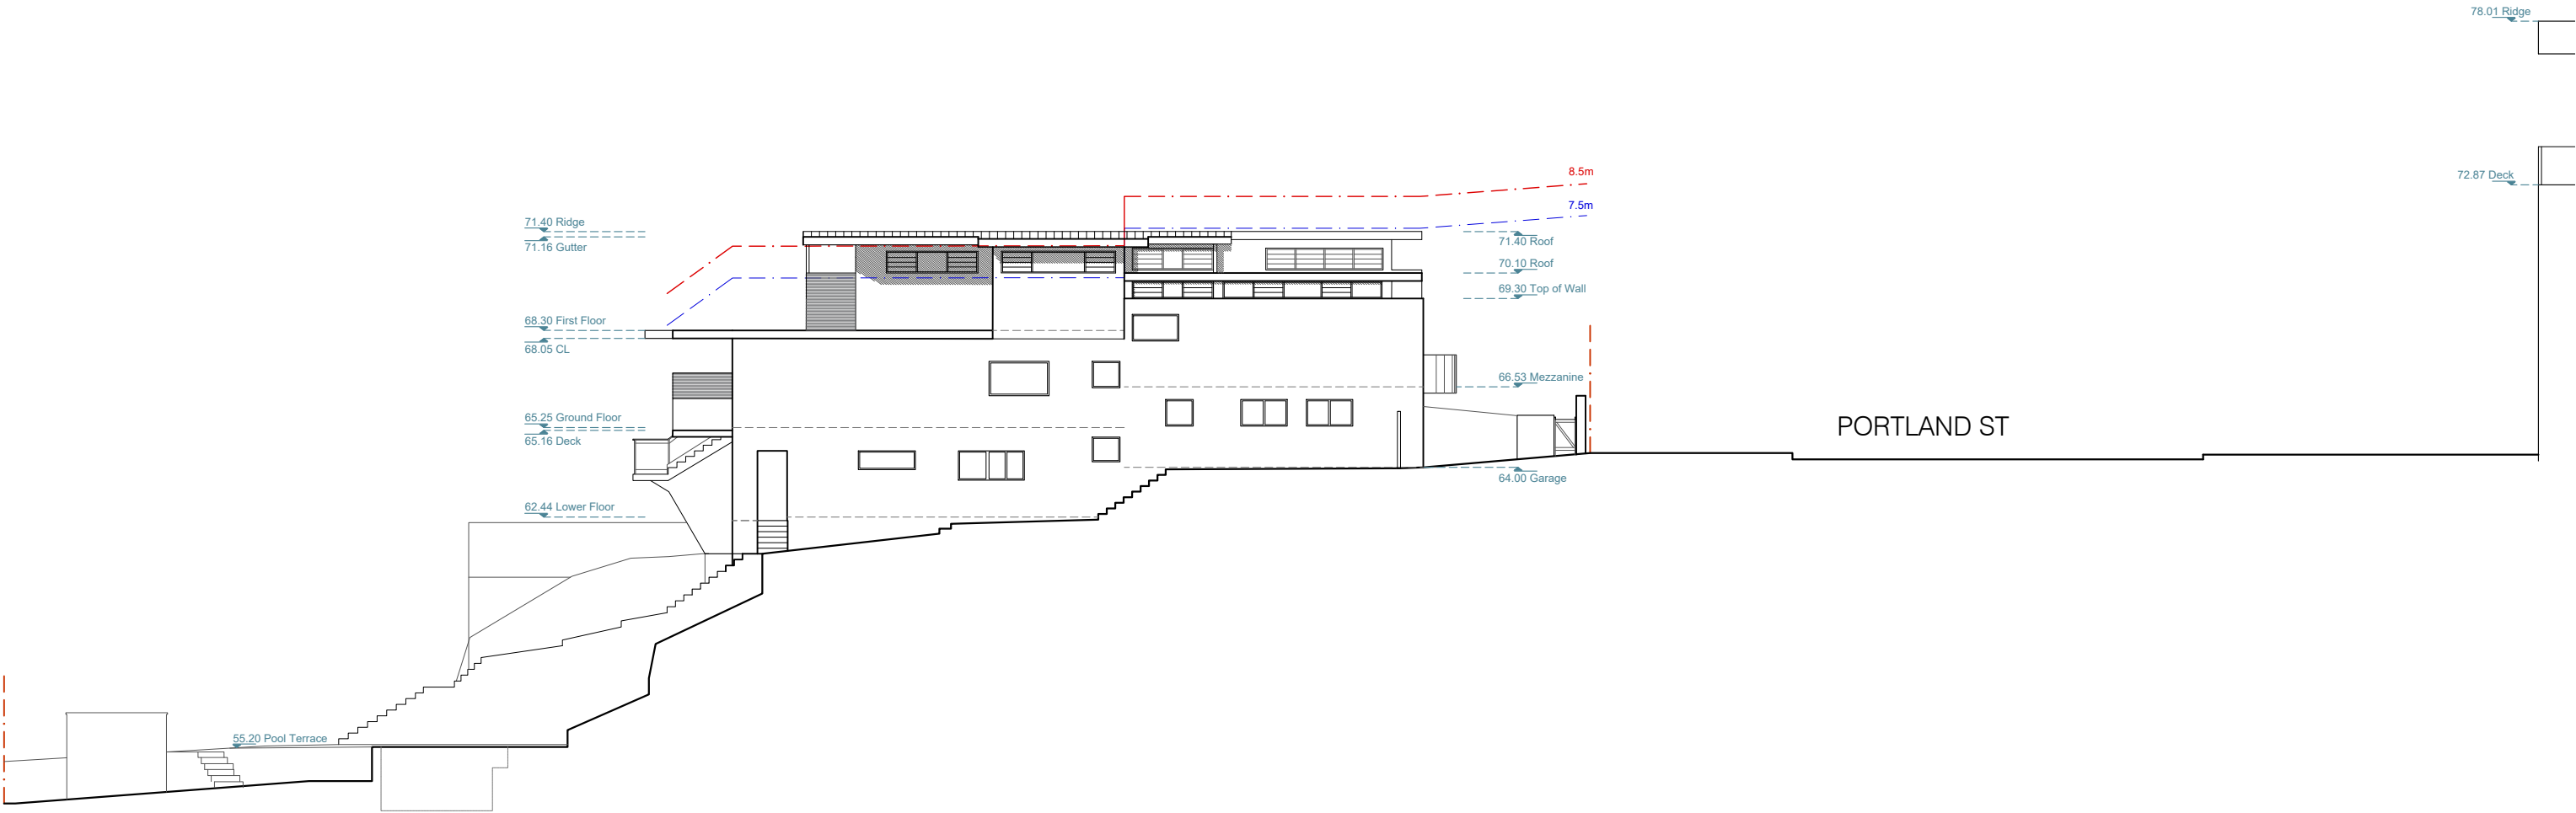 78.01 Ridge
8.5m
72.87 Deck
7.5m
71.40 Ridge
71.16 Gutter
71.40 Roof
70.10 Roof
69.30 Top of Wall
68.30 First Floor
68.05 CL
66.53 Mezzanine
65.25 Ground Floor
65.16 Deck
PORTLAND ST
64.00 Garage
62.44 Lower Floor
55.20 Pool Terrace